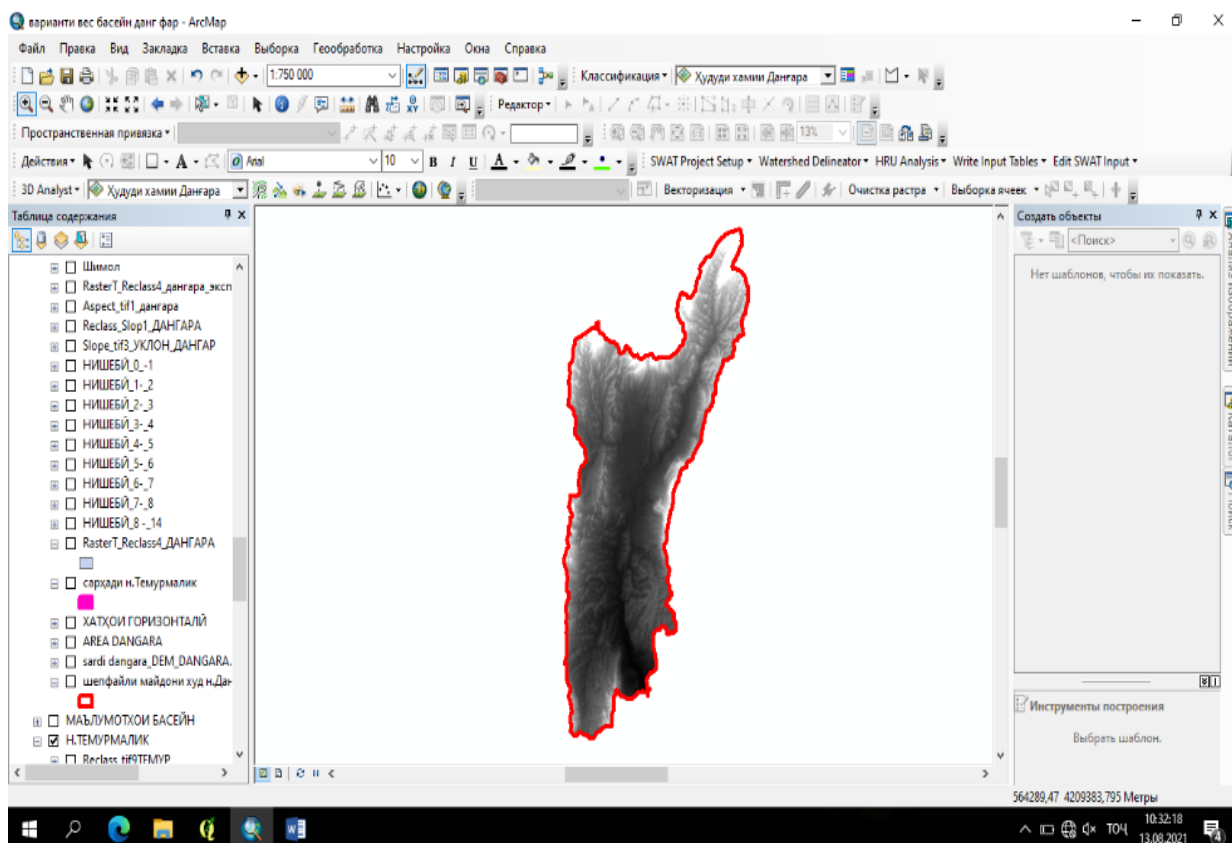 варианти вес басейн данг фар - ArcMap
Файл Правка Вид Закладка Вставка Выборка Геообработка Настройка Окна Справка
1:750 000 Классификация Худуди хамии Дангара
Редактор
Пространственная привязка 13%
Действия A Arial 10 B I U A SWAT Project Setup Watershed Delineator HRU Analysis Write Input Tables Edit SWAT Input
3D Analyst Худуди хамии Дангара Векторизация Очистка растра Выборка ячеек
Таблица содержания
Шимол
RasterT_Reclass4_дангара_эксп
Aspect_tif1_дангара
Reclass_Slop1_ДАНГАРА
Slope_tif3_УКЛОН_ДАНГАР
НИШЕБӢ_0_-1
НИШЕБӢ_1-_2
НИШЕБӢ_2-_3
НИШЕБӢ_3-_4
НИШЕБӢ_4-_5
НИШЕБӢ_5-_6
НИШЕБӢ_6-_7
НИШЕБӢ_7-_8
НИШЕБӢ_8 -_14
RasterT_Reclass4_ДАНГАРА
сарҳади н.Темурмалик
ХАТҲОИ ГОРИЗОНТАЛӢ
AREA DANGARA
sardi dangara_DEM_DANGARA.
шепфайли майдони худ н.Дан
МАЪЛУМОТХОИ БАСЕЙН
Н.ТЕМУРМАЛИК
Reclass_tif9ТЕМУР
Создать объекты
<Поиск>
Нет шаблонов, чтобы их показать.
Инструменты построения
Выбрать шаблон.
564289,47 4209383,795 Метры
ТОЧ 10:32:18
13.08.2021
4